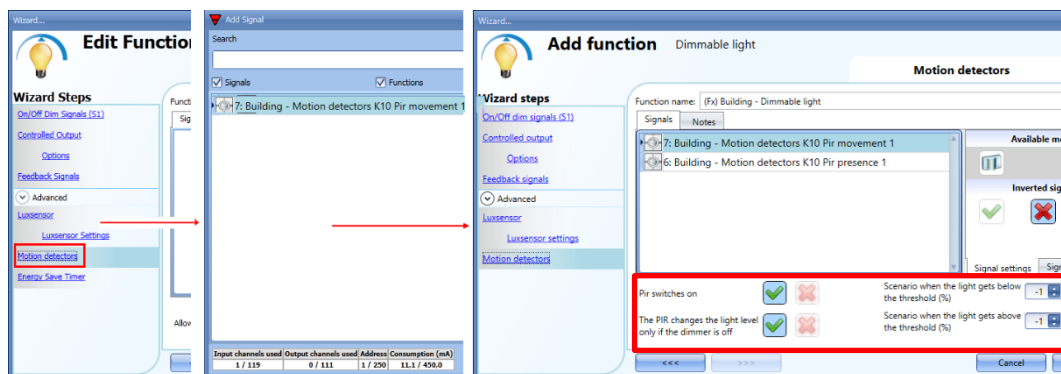 Wizard...
Edit Functio
Wizard Steps
On/Off Dim Signals (S1)
Controlled Output
Options
Feedback Signals
Advanced
Luxsensor
Luxsensor Settings
Motion detectors
Energy Save Timer
Functi
Sig
Allow
Add Signal
Search
Signals
Functions
7: Building - Motion detectors K10 Pir movement 1
Input channels used Output channels used Address Consumption (mA)
1 / 119 0 / 111 1 / 250 11,1 / 450,0
Wizard...
Add function Dimmable light
Motion detectors
Wizard steps
On/Off dim signals (S1)
Controlled output
Options
Feedback signals
Advanced
Luxsensor
Luxsensor settings
Motion detectors
Function name: (Fx) Building - Dimmable light
Signals Notes
7: Building - Motion detectors K10 Pir movement 1
6: Building - Motion detectors K10 Pir presence 1
Available mo
Inverted sig
Signal settings Sign
Pir switches on
Scenario when the light gets below
the threshold (%)
-1
The PIR changes the light level
only if the dimmer is off
Scenario when the light gets above
the threshold (%)
-1
<<< >>> Cancel